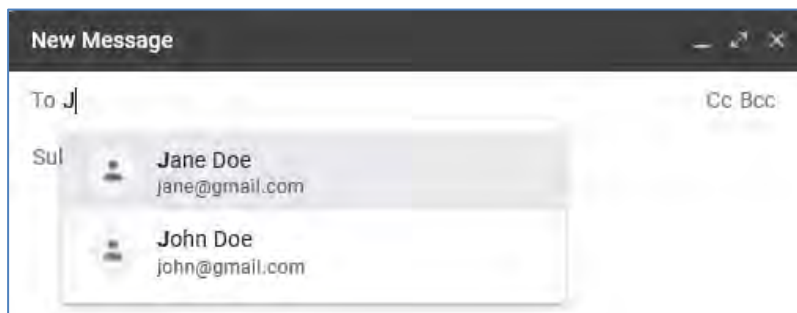 New Message
To J
Cc Bcc
Sul
Jane Doe
jane@gmail.com
John Doe
john@gmail.com